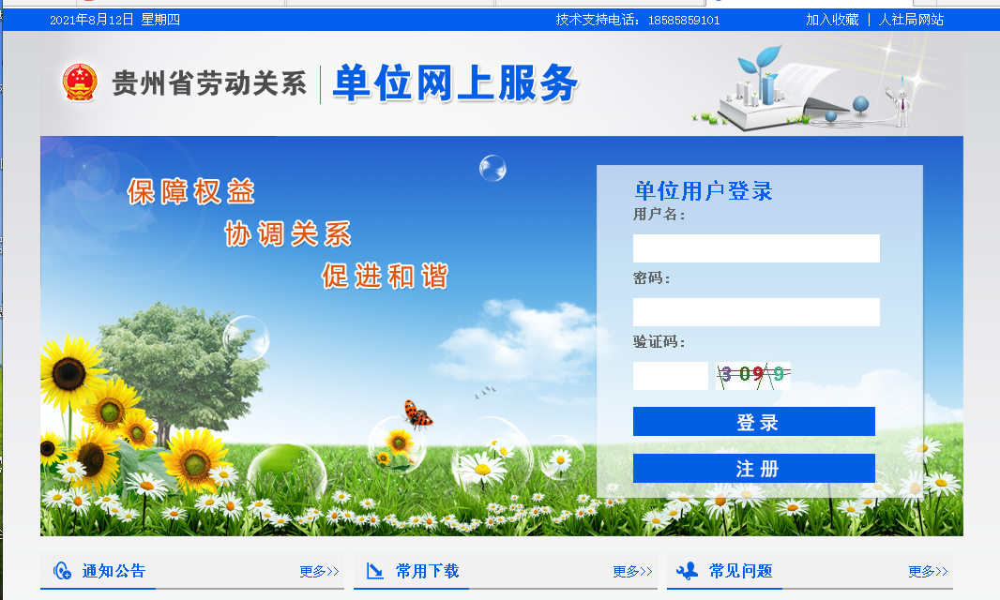 2021年8月12日 星期四
技术支持电话：18585859101
加入收藏 | 人社局网站
贵州省劳动关系 单位网上服务
保障权益
协调关系
促进和谐
单位用户登录
用户名：
密码：
验证码：
3099
登录
注册
通知公告 更多>>
常用下载 更多>>
常见问题 更多>>